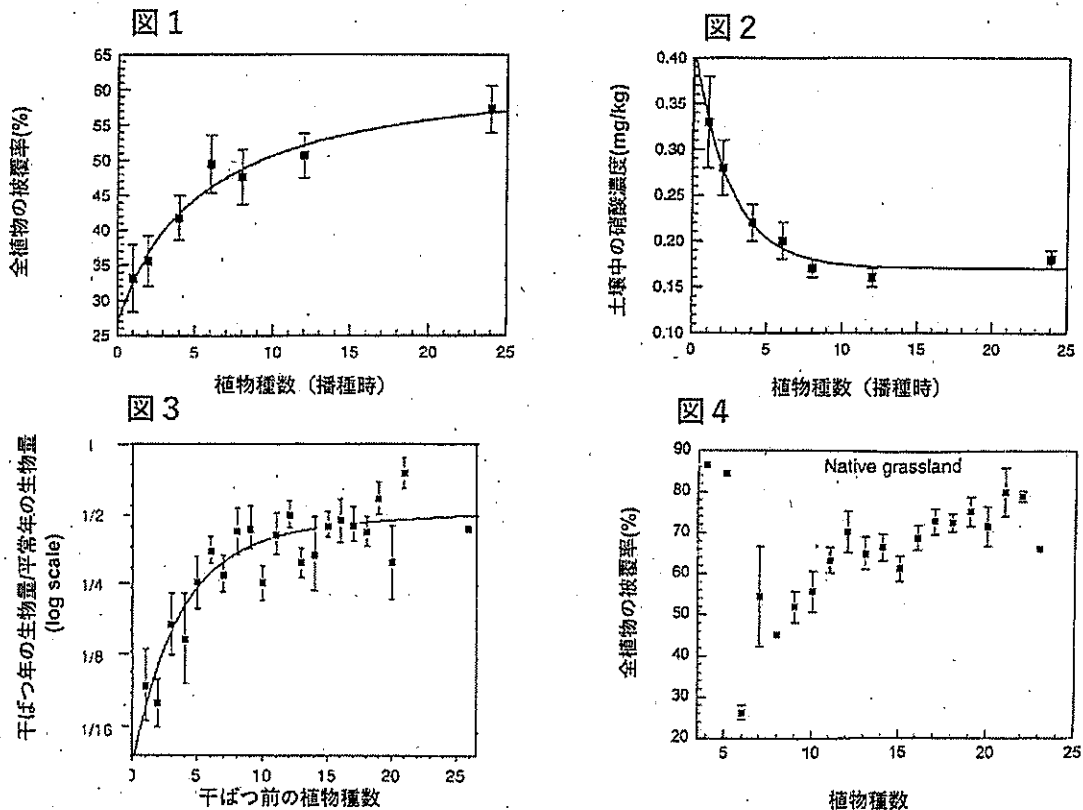 図1
全植物の被覆率(%)
65
60
55
50
45
40
35
30
25
0 5 10 15 20 25
植物種数（播種時）
図2
土壌中の硝酸濃度(mg/kg)
0.40
0.35
0.30
0.25
0.20
0.15
0.10
0 5 10 15 20 25
植物種数（播種時）
図3
干ばつ年の生物量/平常年の生物量
(log scale)
1
1/2
1/4
1/8
1/16
0 5 10 15 20 25
干ばつ前の植物種数
図4
Native grassland
全植物の被覆率(%)
90
80
70
60
50
40
30
20
5 10 15 20 25
植物種数